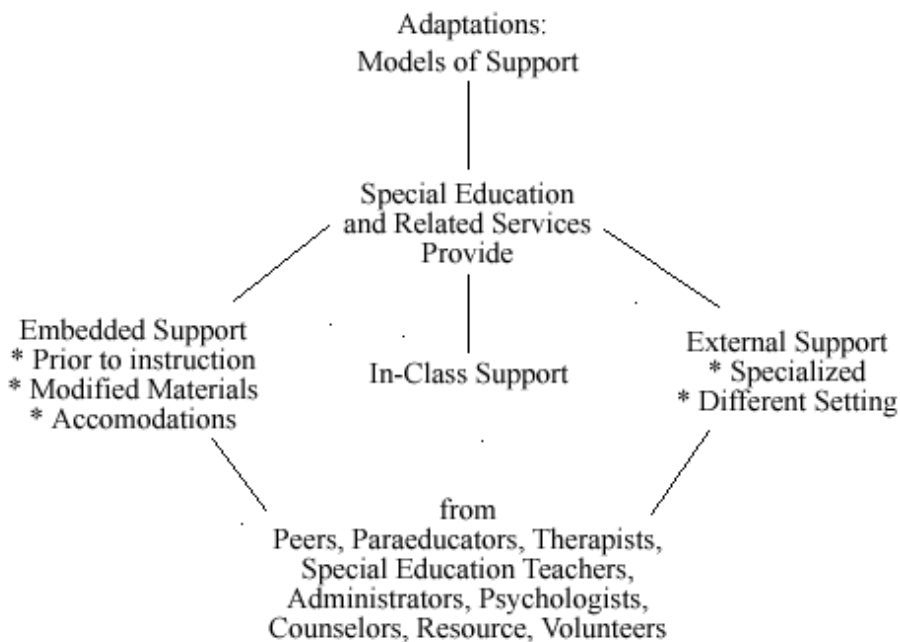 Adaptations:
Models of Support
Special Education
and Related Services
Provide
Embedded Support
* Prior to instruction
* Modified Materials
* Accomodations
In-Class Support
External Support
* Specialized
* Different Setting
from
Peers, Paraeducators, Therapists,
Special Education Teachers,
Administrators, Psychologists,
Counselors, Resource, Volunteers